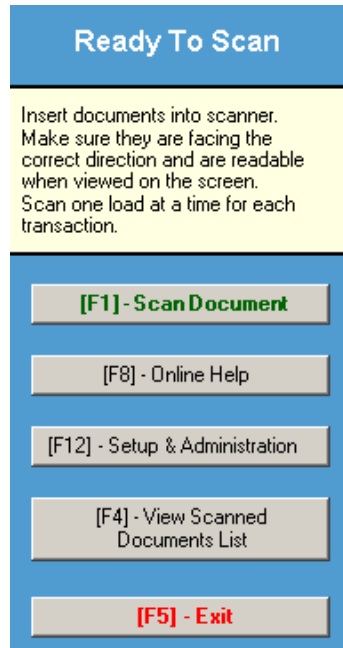 Ready To Scan
Insert documents into scanner.
Make sure they are facing the
correct direction and are readable
when viewed on the screen.
Scan one load at a time for each
transaction.
[F1] - Scan Document
[F8] - Online Help
[F12] - Setup & Administration
[F4] - View Scanned
Documents List
[F5] - Exit